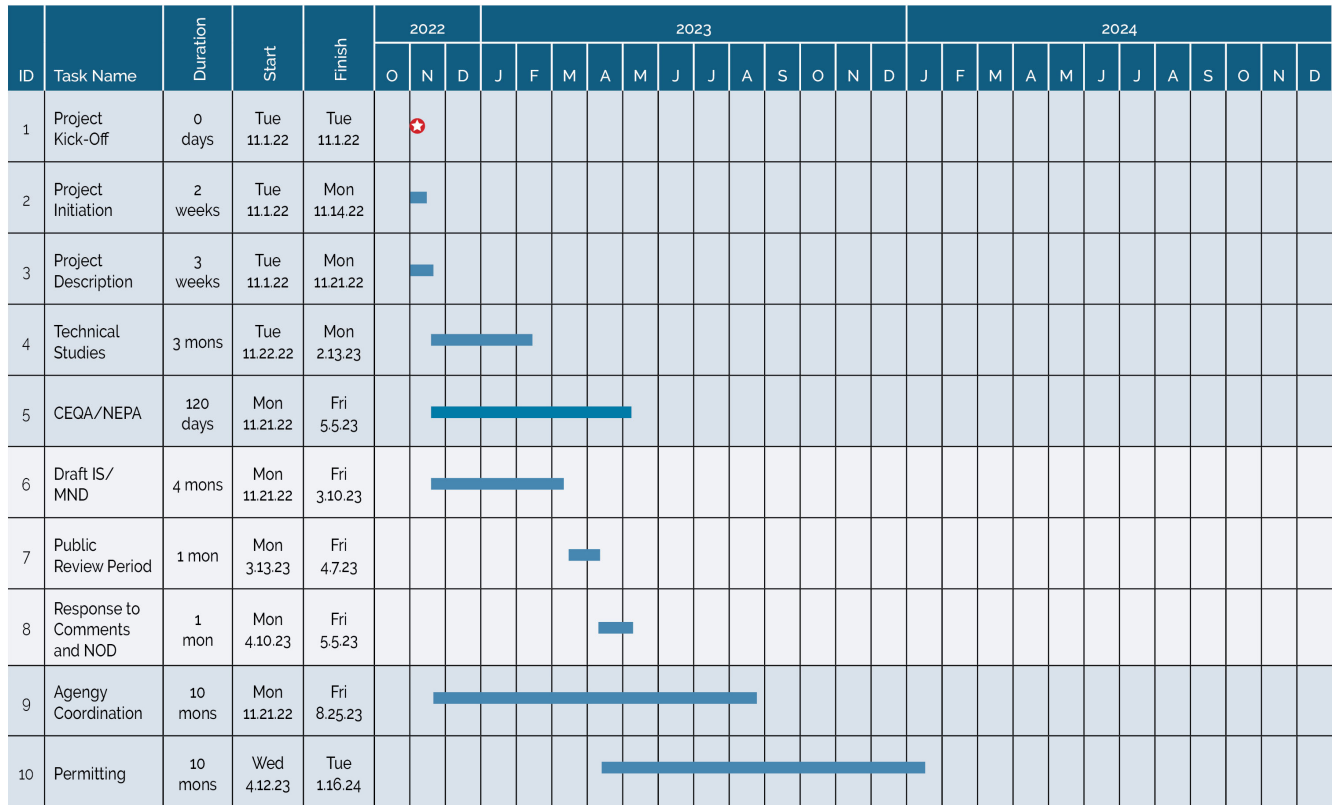 2022 2023 2024
ID Task Name Duration Start Finish O N D J F M A M J J A S O N D J F M A M J J A S O N D
1 Project Kick-Off 0 days Tue 11.1.22 Tue 11.1.22
2 Project Initiation 2 weeks Tue 11.1.22 Mon 11.14.22
3 Project Description 3 weeks Tue 11.1.22 Mon 11.21.22
4 Technical Studies 3 mons Tue 11.22.22 Mon 2.13.23
5 CEQA/NEPA 120 days Mon 11.21.22 Fri 5.5.23
6 Draft IS/ MND 4 mons Mon 11.21.22 Fri 3.10.23
7 Public Review Period 1 mon Mon 3.13.23 Fri 4.7.23
8 Response to Comments and NOD 1 mon Mon 4.10.23 Fri 5.5.23
9 Agengy Coordination 10 mons Mon 11.21.22 Fri 8.25.23
10 Permitting 10 mons Wed 4.12.23 Tue 1.16.24